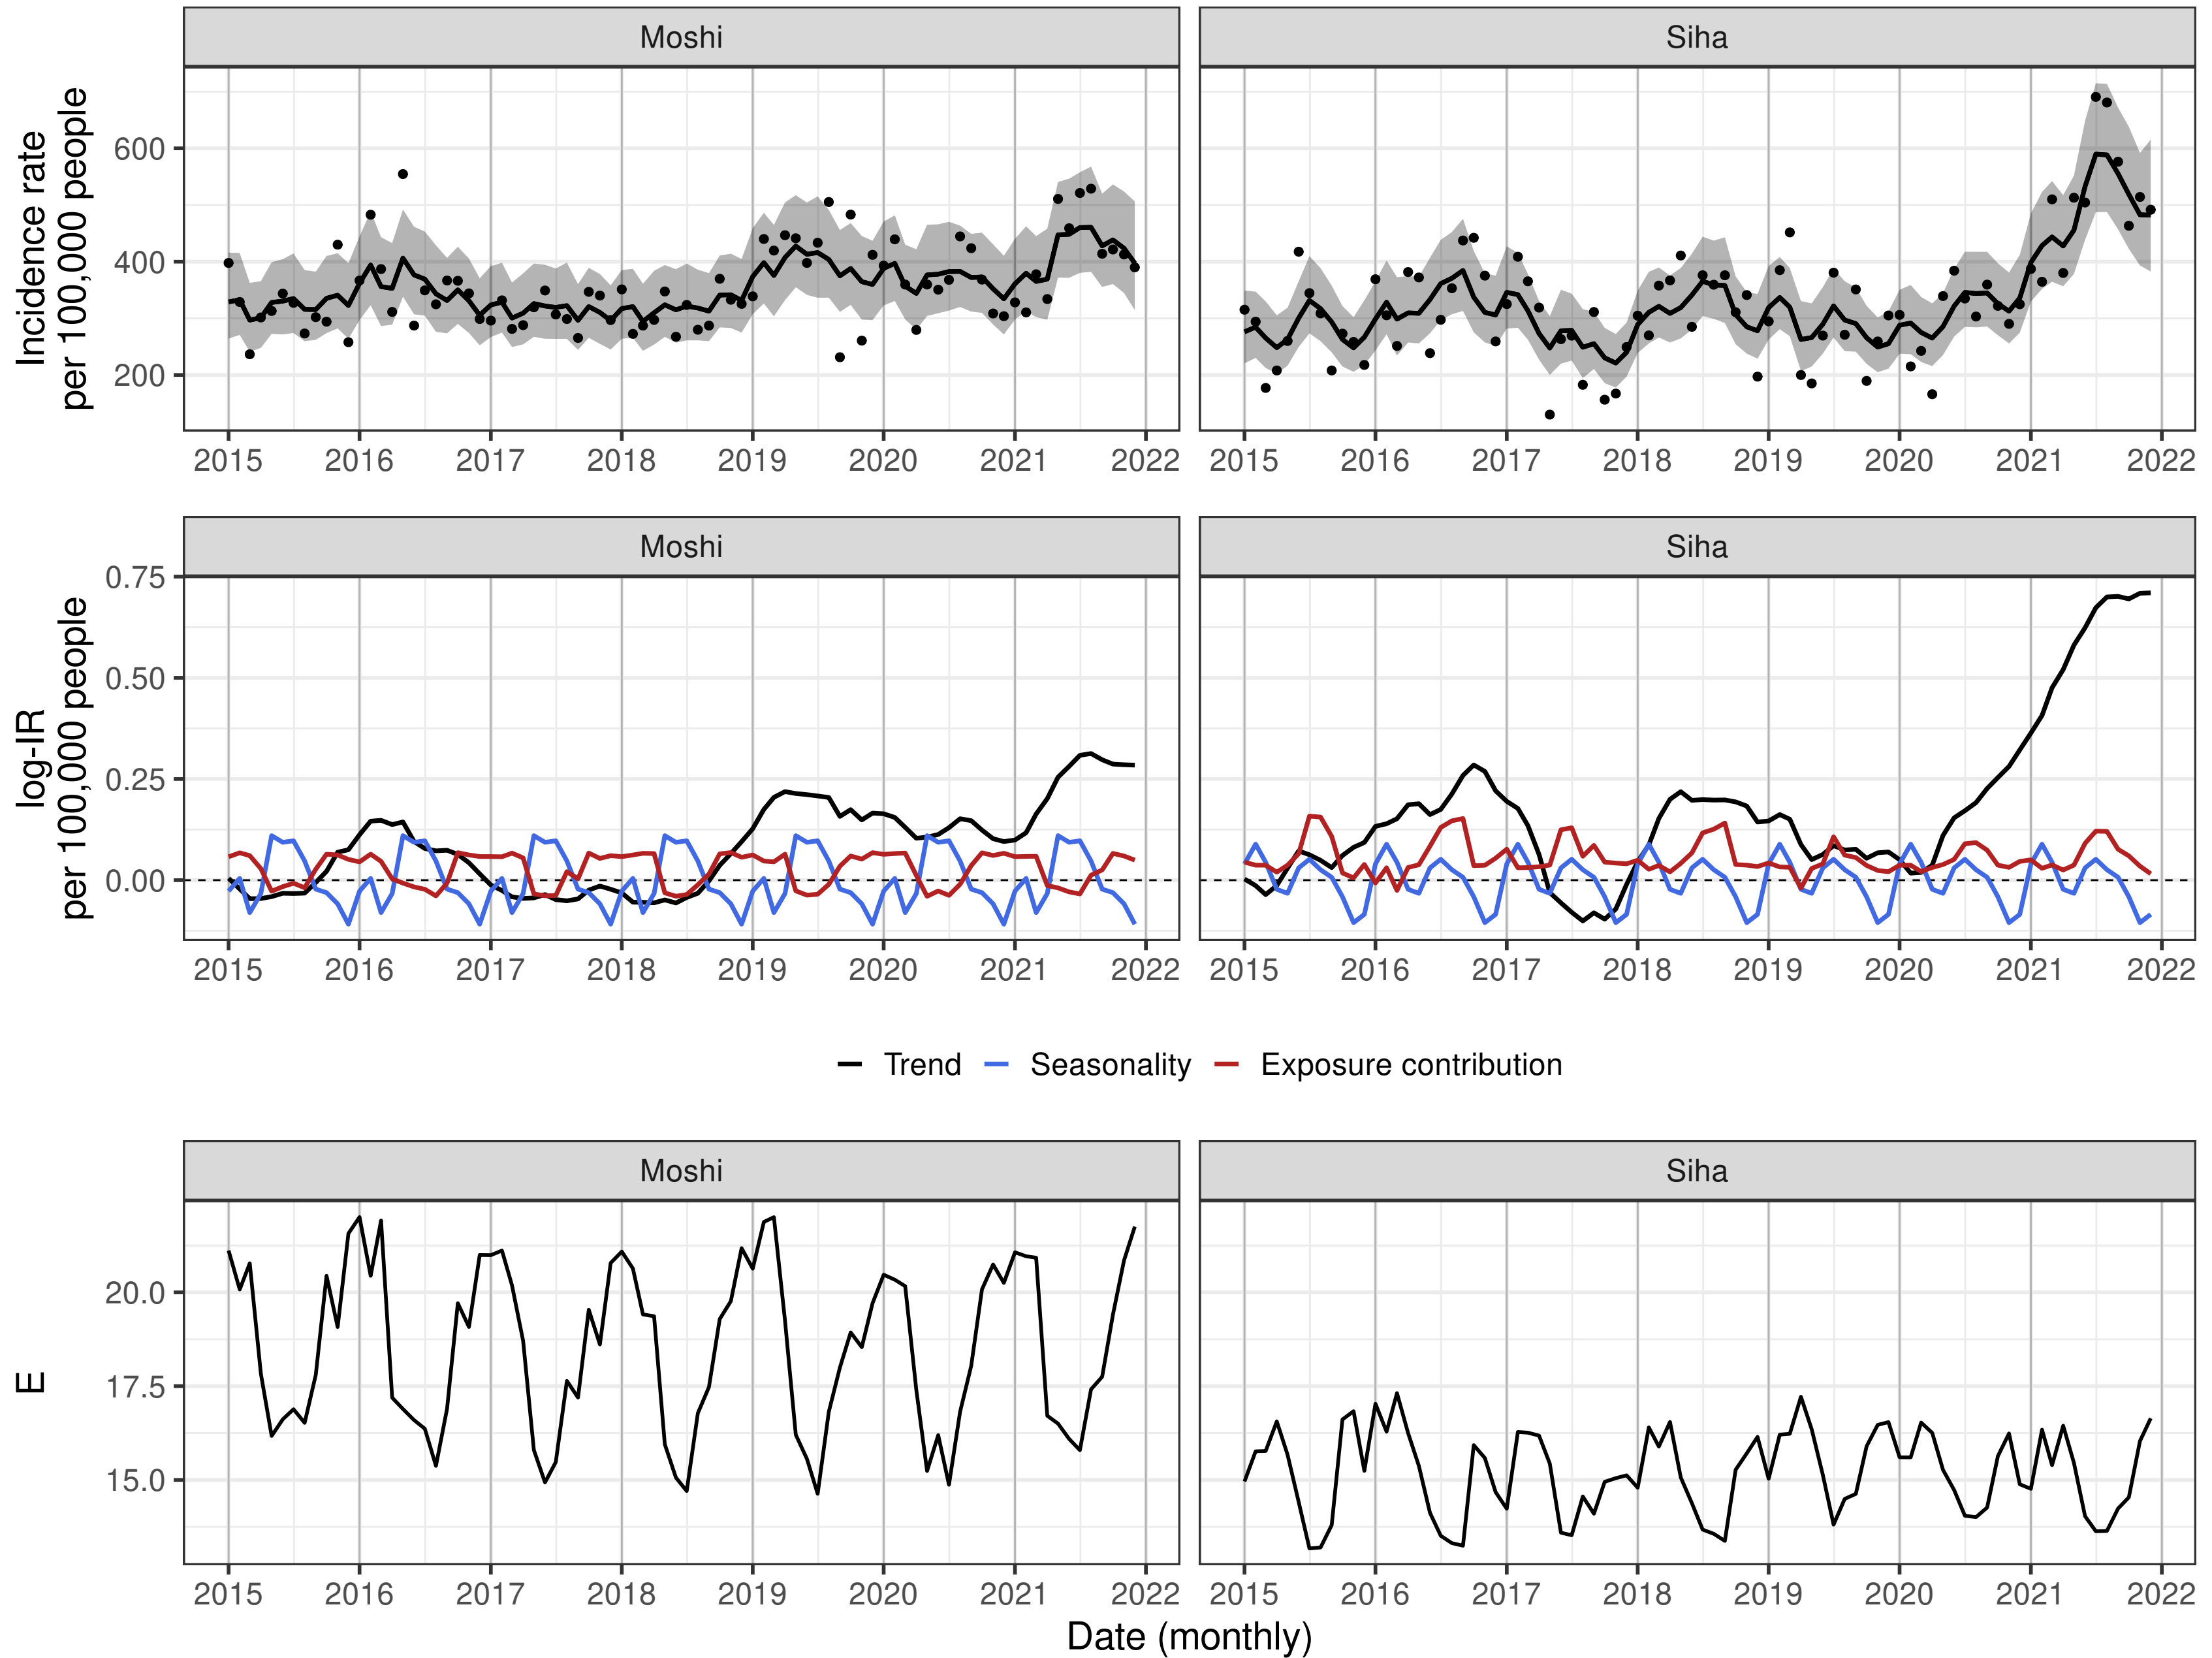 Moshi
Siha
Incidence rate
per 100,000 people
600
400
200
2015 2016 2017 2018 2019 2020 2021 2022
2015 2016 2017 2018 2019 2020 2021 2022
Moshi
Siha
log-IR
per 100,000 people
0.75
0.50
0.25
0.00
2015 2016 2017 2018 2019 2020 2021 2022
2015 2016 2017 2018 2019 2020 2021 2022
Trend Seasonality Exposure contribution
Moshi
Siha
E
20.0
17.5
15.0
2015 2016 2017 2018 2019 2020 2021 2022
2015 2016 2017 2018 2019 2020 2021 2022
Date (monthly)